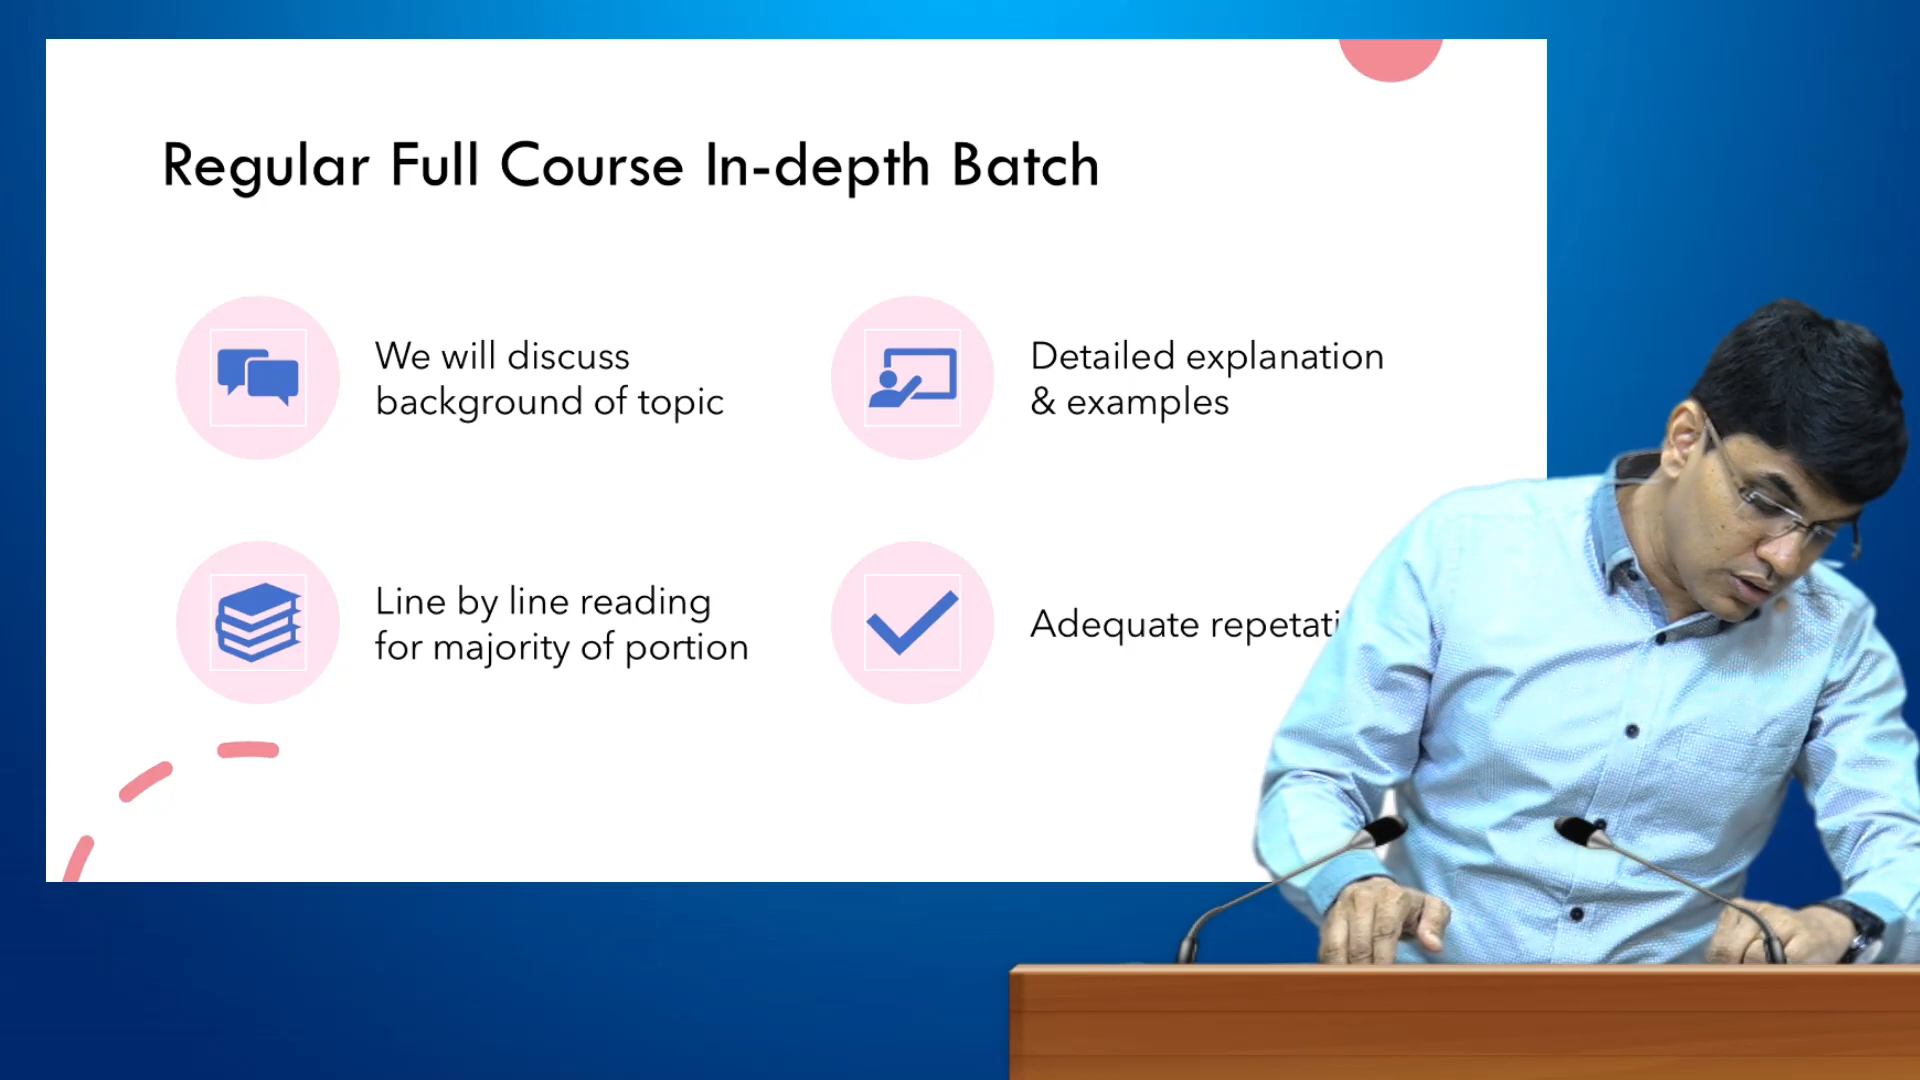 Regular Full Course In-depth Batch
We will discuss
background of topic
Detailed explanation
& examples
Line by line reading
for majority of portion
Adequate